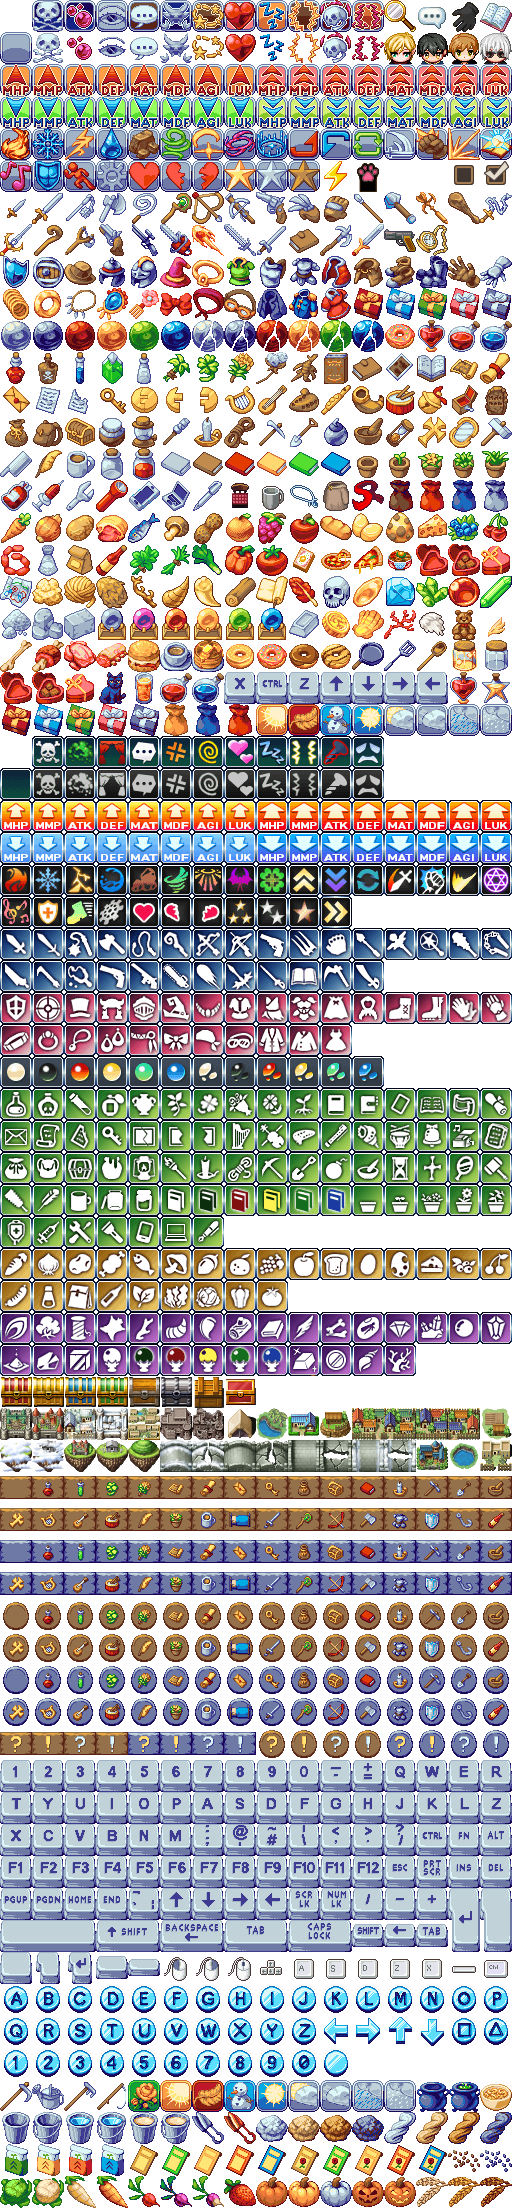 MHP MMP ATK DEF MAT MDF AGI LUK MHP MMP ATK DEF MAT MDF AGI LUK
MHP MMP ATK DEF MAT MDF AGI LUK MHP MMP ATK DEF MAT MDF AGI LUK
X CTRL Z
MHP MMP ATK DEF MAT MDF AGI LUK MHP MMP ATK DEF MAT MDF AGI LUK
MHP MMP ATK DEF MAT MDF AGI LUK MHP MMP ATK DEF MAT MDF AGI LUK
? ! ? ! ? ! ? ! ? ! ? ! ? ! ? !
1 2 3 4 5 6 7 8 9 0 Q W E R
T Y U I O P A S D F G H J K L Z
X C V B N M CTRL FN ALT
F1 F2 F3 F4 F5 F6 F7 F8 F9 F10 F11 F12 ESC PRT SCR INS DEL
PGUP PGDN HOME END SCR LK NUM LK / - +
SHIFT BACKSPACE TAB CAPS LOCK SHIFT TAB
A S D Z X Ctrl
A B C D E F G H I J K L M N O P
Q R S T U V W X Y Z
1 2 3 4 5 6 7 8 9 0